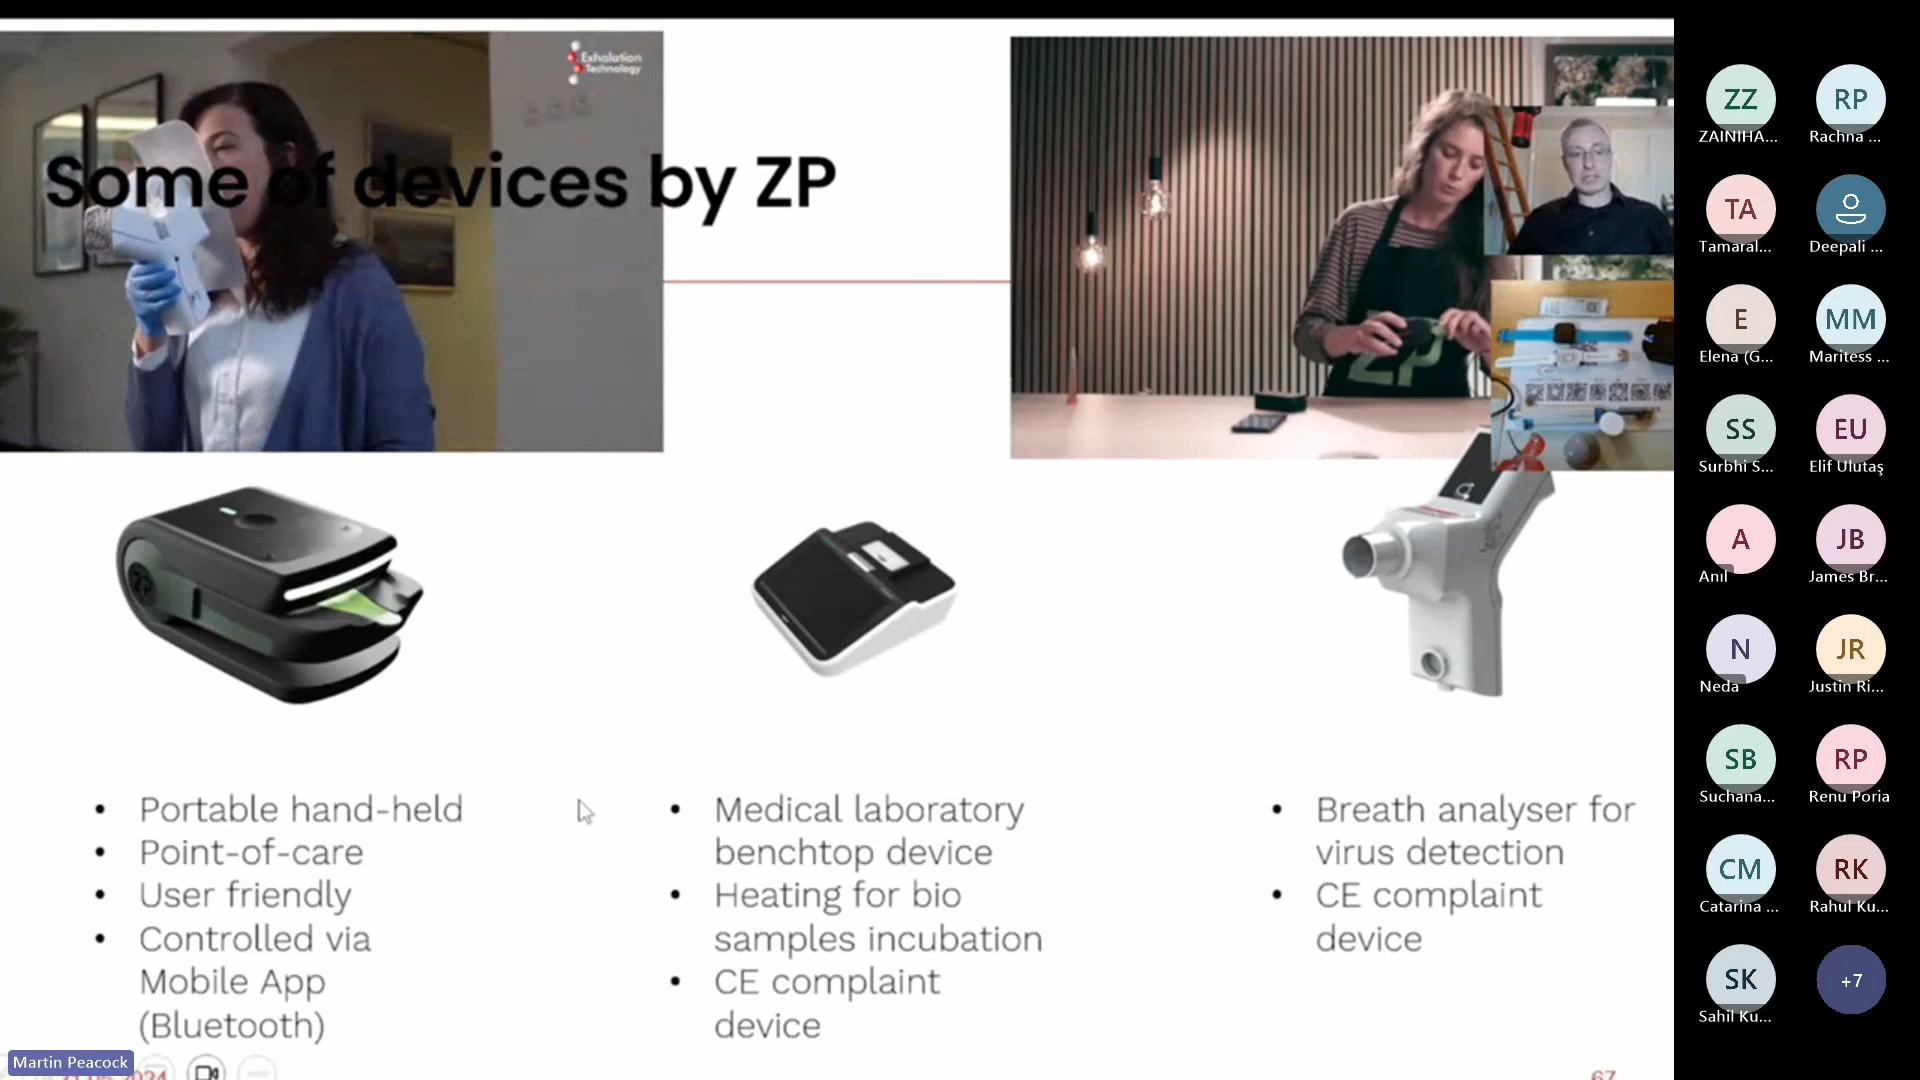 Exhalation
Technology
Some of devices by ZP
ZP
ZP
• Portable hand-held
• Point-of-care
• User friendly
• Controlled via
Mobile App
(Bluetooth)
• Medical laboratory
benchtop device
• Heating for bio
samples incubation
• CE complaint
device
• Breath analyser for
virus detection
• CE complaint
device
Martin Peacock
67
ZZ
ZAINIHA...
RP
Rachna ...
TA
Tamaral...
Deepali ...
E
Elena (G...
MM
Maritess ...
SS
Surbhi S...
EU
Elif Ulutaş
A
Anıl
JB
James Br...
N
Neda
JR
Justin Ri...
SB
Suchana...
RP
Renu Poria
CM
Catarina ...
RK
Rahul Ku...
SK
Sahil Ku...
+7